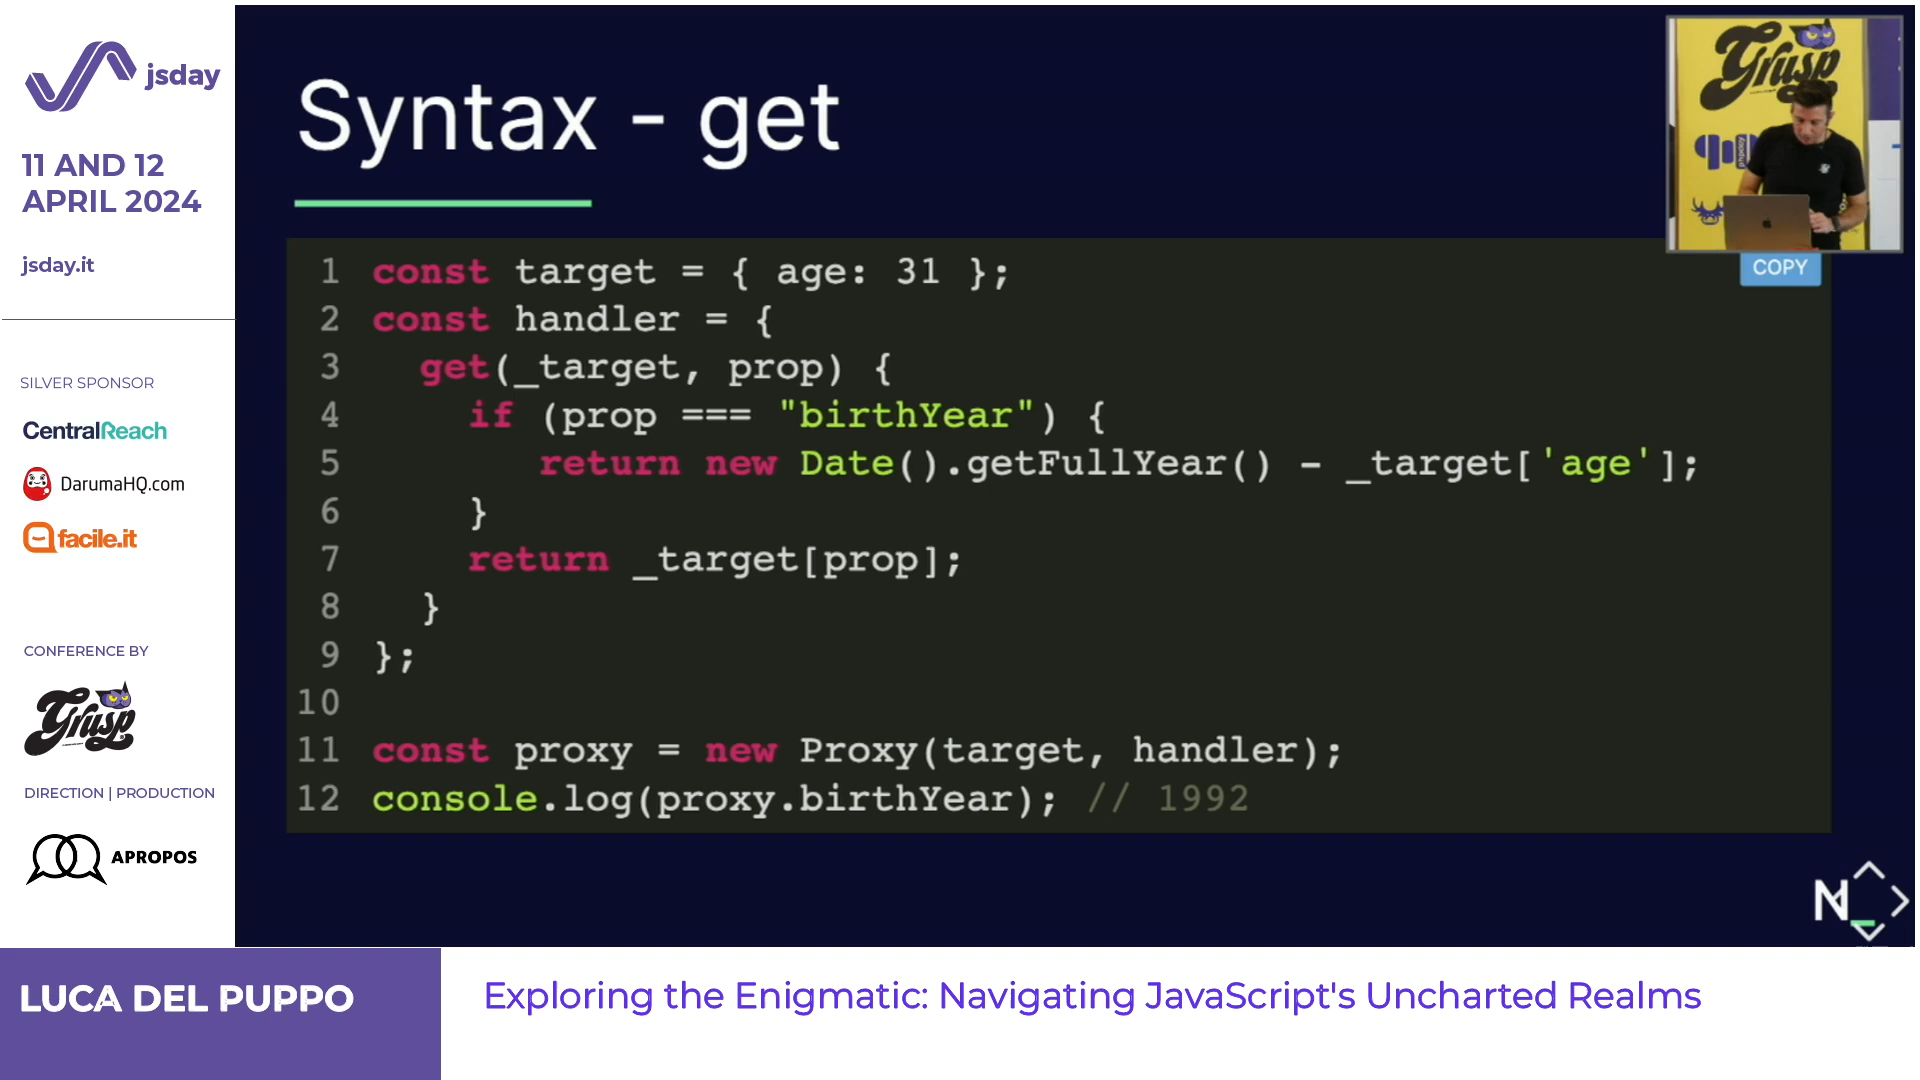 jsday
11 AND 12
APRIL 2024
jsday.it
SILVER SPONSOR
CentralReach
DarumaHQ.com
facile.it
CONFERENCE BY
Grusp
DIRECTION | PRODUCTION
APROPOS
Syntax - get
Grusp
COPY
1 const target = { age: 31 };
2 const handler = {
3   get(_target, prop) {
4     if (prop === "birthYear") {
5        return new Date().getFullYear() - _target['age'];
6     }
7     return _target[prop];
8   }
9 };
10
11 const proxy = new Proxy(target, handler);
12 console.log(proxy.birthYear); // 1992
N
LUCA DEL PUPPO
Exploring the Enigmatic: Navigating JavaScript's Uncharted Realms